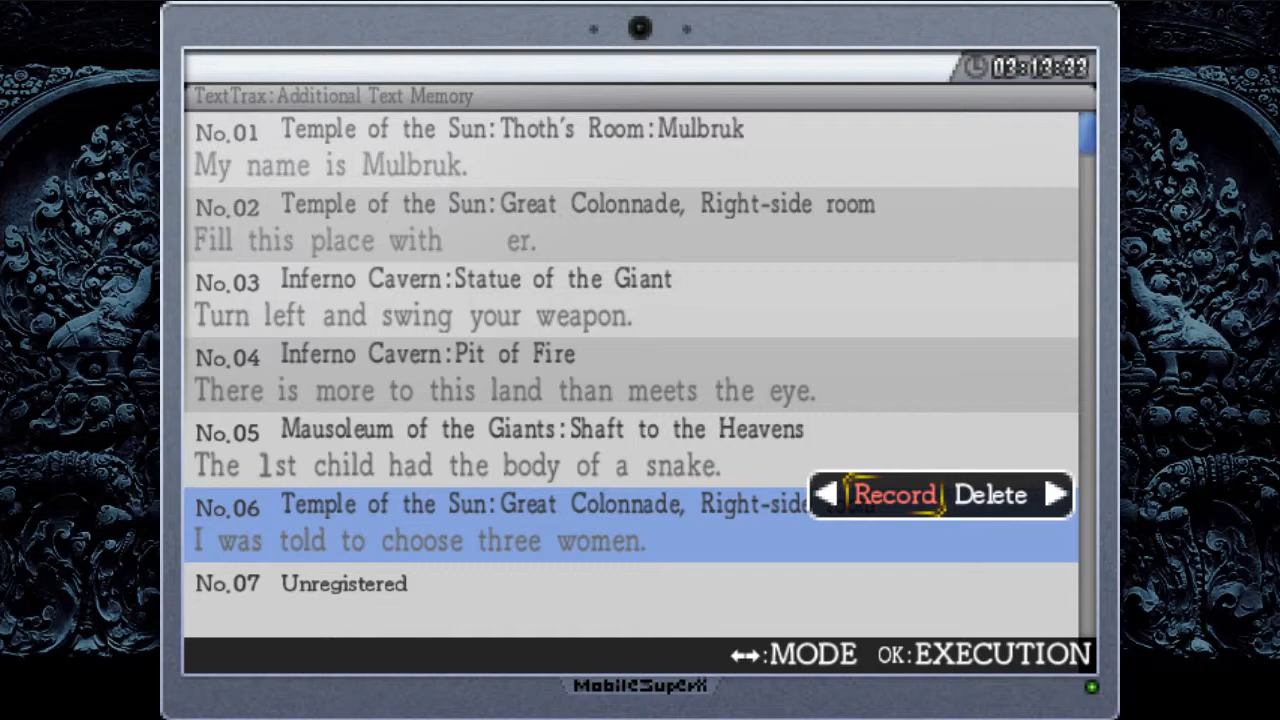 02:12:22
TextTrax:Additional Text Memory
No.01 Temple of the Sun:Thoth's Room:Mulbruk
My name is Mulbruk.
No.02 Temple of the Sun:Great Colonnade, Right-side room
Fill this place with er.
No.03 Inferno Cavern:Statue of the Giant
Turn left and swing your weapon.
No.04 Inferno Cavern:Pit of Fire
There is more to this land than meets the eye.
No.05 Mausoleum of the Giants:Shaft to the Heavens
The 1st child had the body of a snake.
Record Delete
No.06 Temple of the Sun:Great Colonnade, Right-side room
I was told to choose three women.
No.07 Unregistered
↔:MODE OK:EXECUTION
MobileSuperX